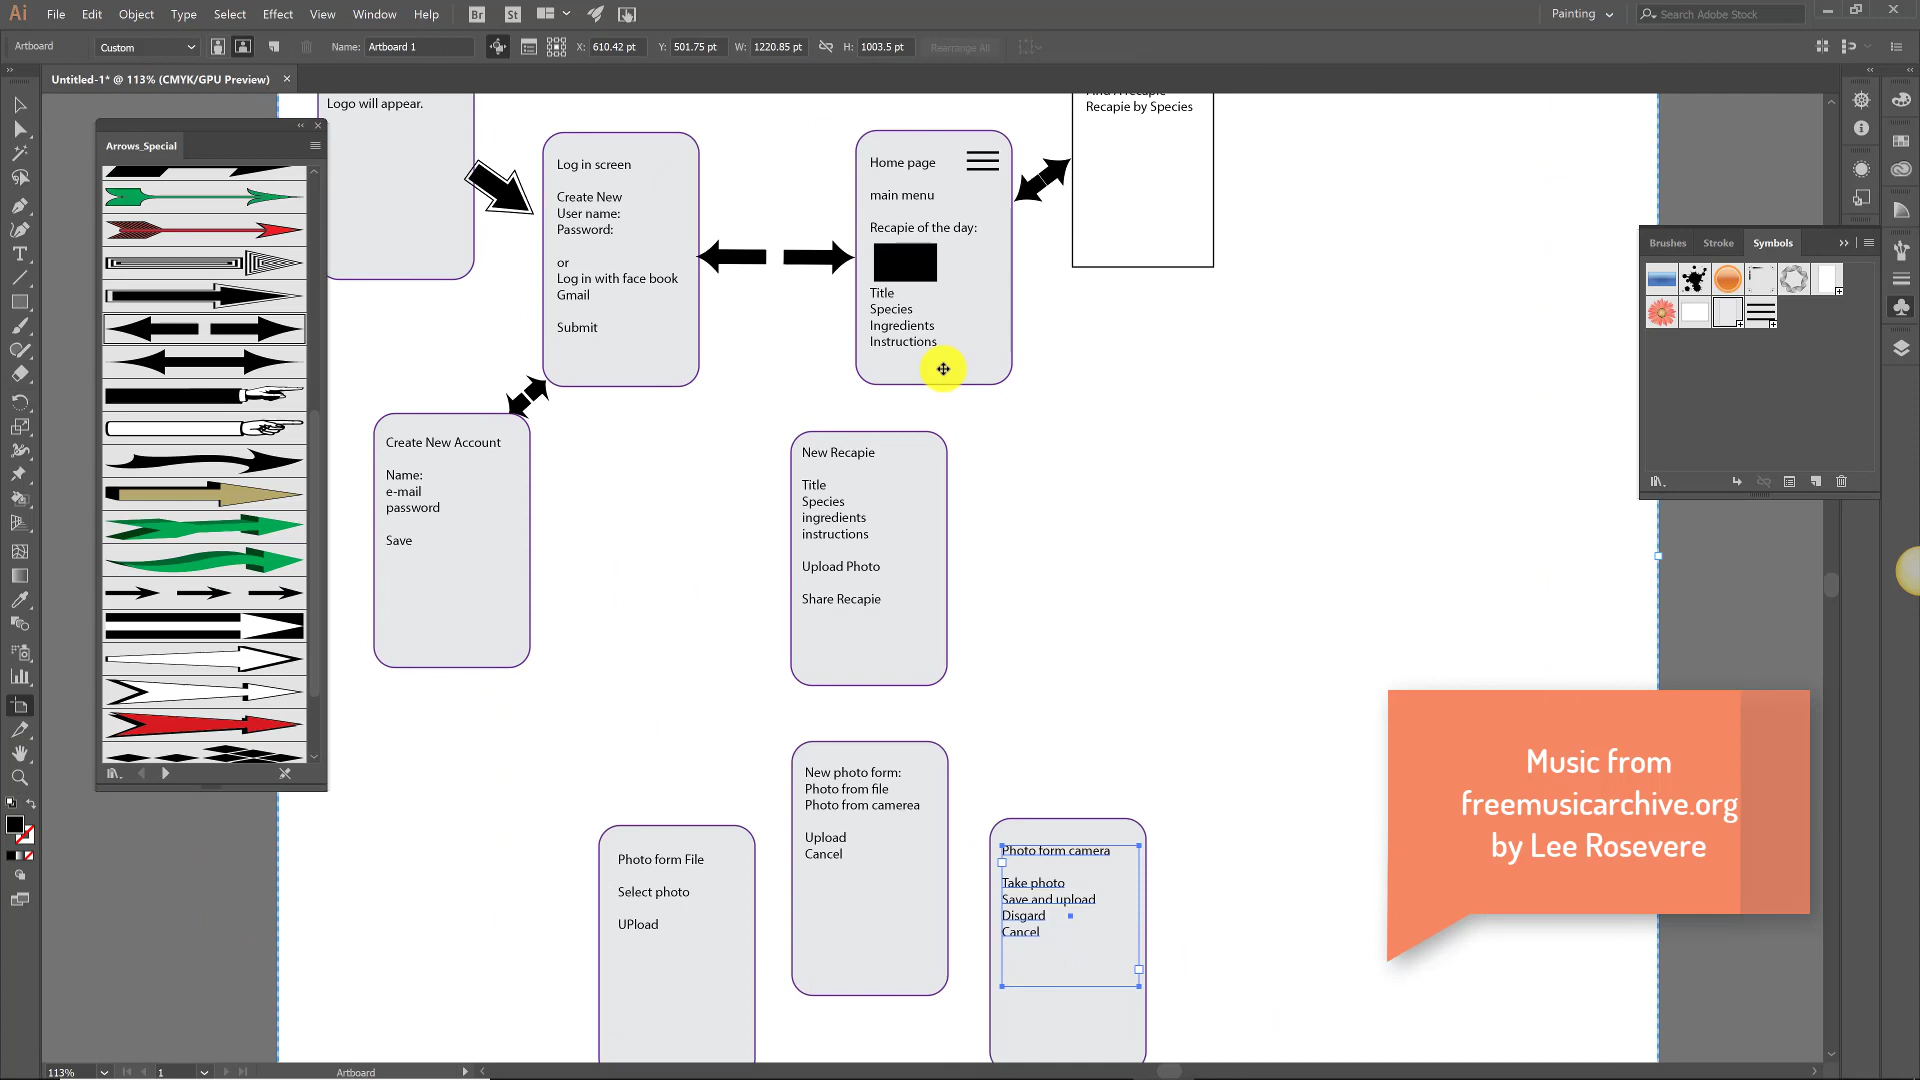 Ai File Edit Object Type Select Effect View Window Help Br St Painting Search Adobe Stock
Artboard Custom Name: Artboard 1 X: 610.42 pt Y: 501.75 pt W: 1220.85 pt H: 1003.5 pt Rearrange All
Untitled-1* @ 113% (CMYK/GPU Preview)
Arrows_Special
Logo will appear.
Log in screen
Create New
User name:
Password:
or
Log in with face book
Gmail
Submit
Home page
main menu
Recapie of the day:
Title
Species
Ingredients
Instructions
Find A Recapie
Recapie by Species
Brushes Stroke Symbols
Create New Account
Name:
e-mail
password
Save
New Recapie
Title
Species
ingredients
instructions
Upload Photo
Share Recapie
New photo form:
Photo from file
Photo from camerea
Upload
Cancel
Photo form File
Select photo
UPload
Photo form camera
Take photo
Save and upload
Disgard
Cancel
Music from
freemusicarchive.org
by Lee Rosevere
113% 1 Artboard